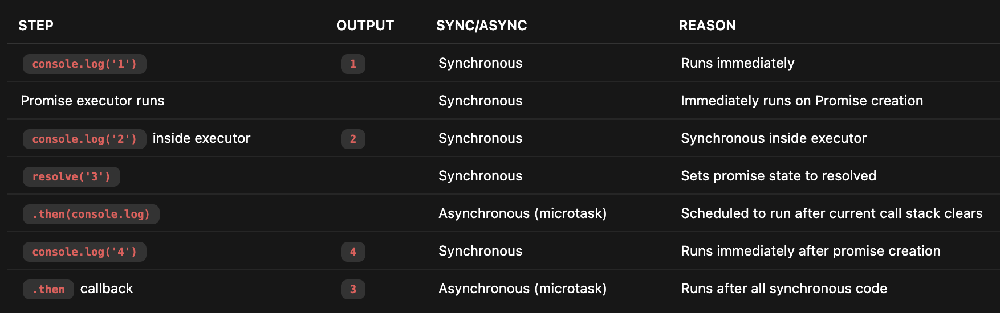 STEP OUTPUT SYNC/ASYNC REASON
console.log('1') 1 Synchronous Runs immediately
Promise executor runs Synchronous Immediately runs on Promise creation
console.log('2') inside executor 2 Synchronous Synchronous inside executor
resolve('3') Synchronous Sets promise state to resolved
.then(console.log) Asynchronous (microtask) Scheduled to run after current call stack clears
console.log('4') 4 Synchronous Runs immediately after promise creation
.then callback 3 Asynchronous (microtask) Runs after all synchronous code